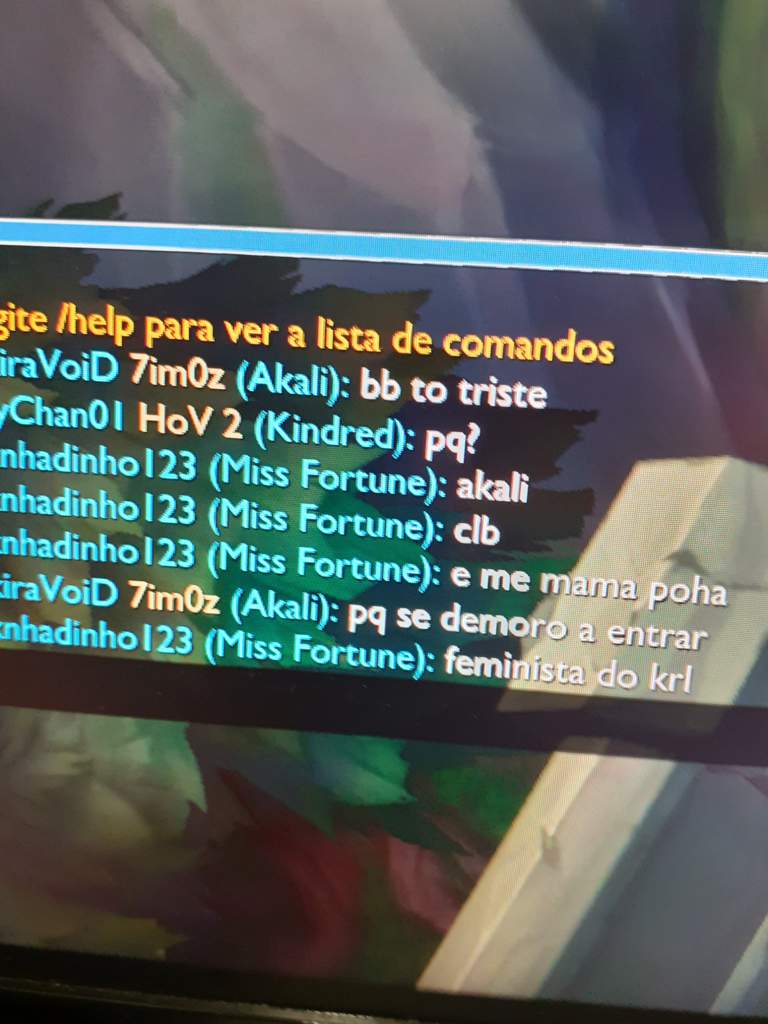 gite /help para ver a lista de comandos
iraVoiD 7im0z (Akali): bb to triste
yChan01 HoV 2 (Kindred): pq?
nhadinho123 (Miss Fortune): akali
nhadinho123 (Miss Fortune): clb
nhadinho123 (Miss Fortune): e me mama poha
iraVoiD 7im0z (Akali): pq se demoro a entrar
nhadinho123 (Miss Fortune): feminista do krl